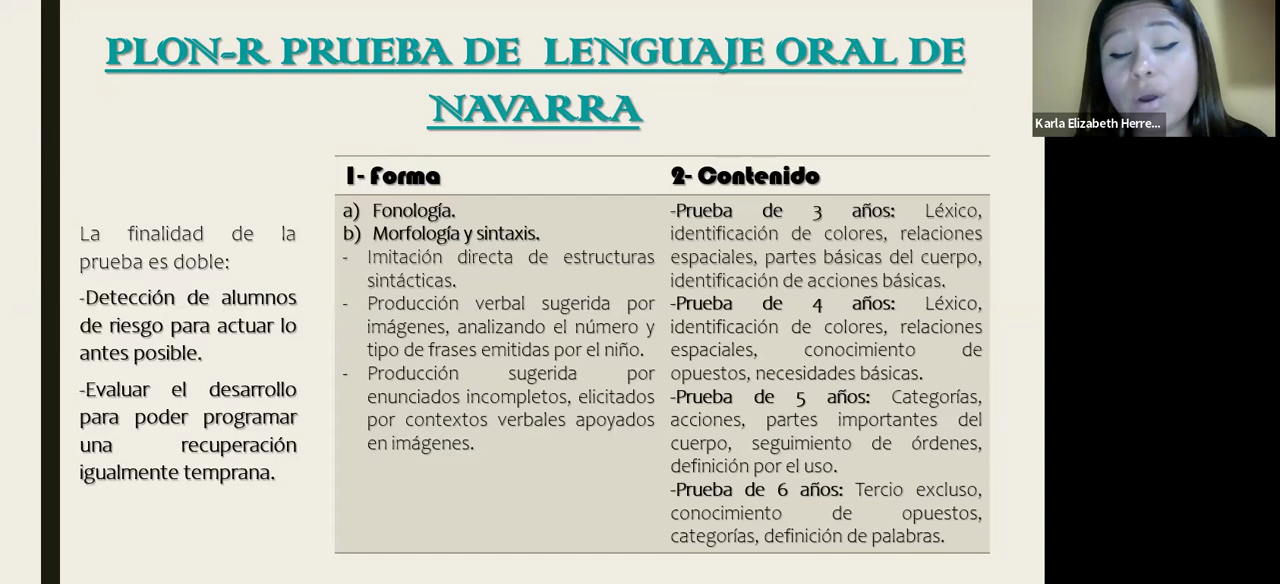 PLON-R PRUEBA DE LENGUAJE ORAL DE
NAVARRA
Karla Elizabeth Herre...
La finalidad de la
prueba es doble:
-Detección de alumnos
de riesgo para actuar lo
antes posible.
-Evaluar el desarrollo
para poder programar
una recuperación
igualmente temprana.
1- Forma
a) Fonología.
b) Morfología y sintaxis.
- Imitación directa de estructuras
sintácticas.
- Producción verbal sugerida por
imágenes, analizando el número y
tipo de frases emitidas por el niño.
- Producción sugerida por
enunciados incompletos, elicitados
por contextos verbales apoyados
en imágenes.
2- Contenido
-Prueba de 3 años: Léxico,
identificación de colores, relaciones
espaciales, partes básicas del cuerpo,
identificación de acciones básicas.
-Prueba de 4 años: Léxico,
identificación de colores, relaciones
espaciales, conocimiento de
opuestos, necesidades básicas.
-Prueba de 5 años: Categorías,
acciones, partes importantes del
cuerpo, seguimiento de órdenes,
definición por el uso.
-Prueba de 6 años: Tercio excluso,
conocimiento de opuestos,
categorías, definición de palabras.